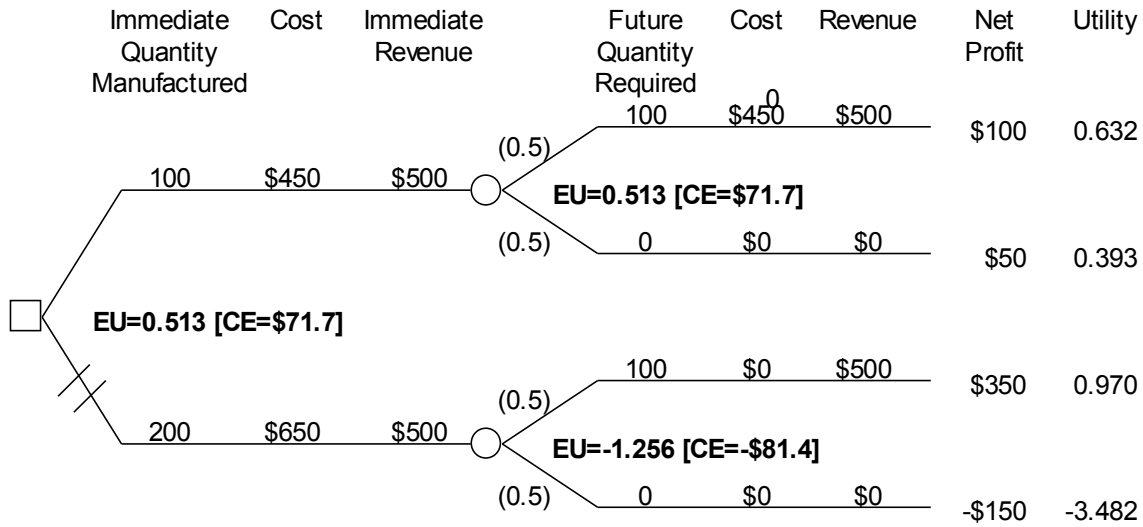 Immediate Quantity Manufactured Cost Immediate Revenue Future Quantity Required Cost Revenue Net Profit Utility
0
100 $450 $500 $100 0.632
(0.5)
100 $450 $500
EU=0.513 [CE=$71.7]
(0.5)
0 $0 $0 $50 0.393
EU=0.513 [CE=$71.7]
100 $0 $500 $350 0.970
(0.5)
200 $650 $500
EU=-1.256 [CE=-$81.4]
(0.5)
0 $0 $0 -$150 -3.482